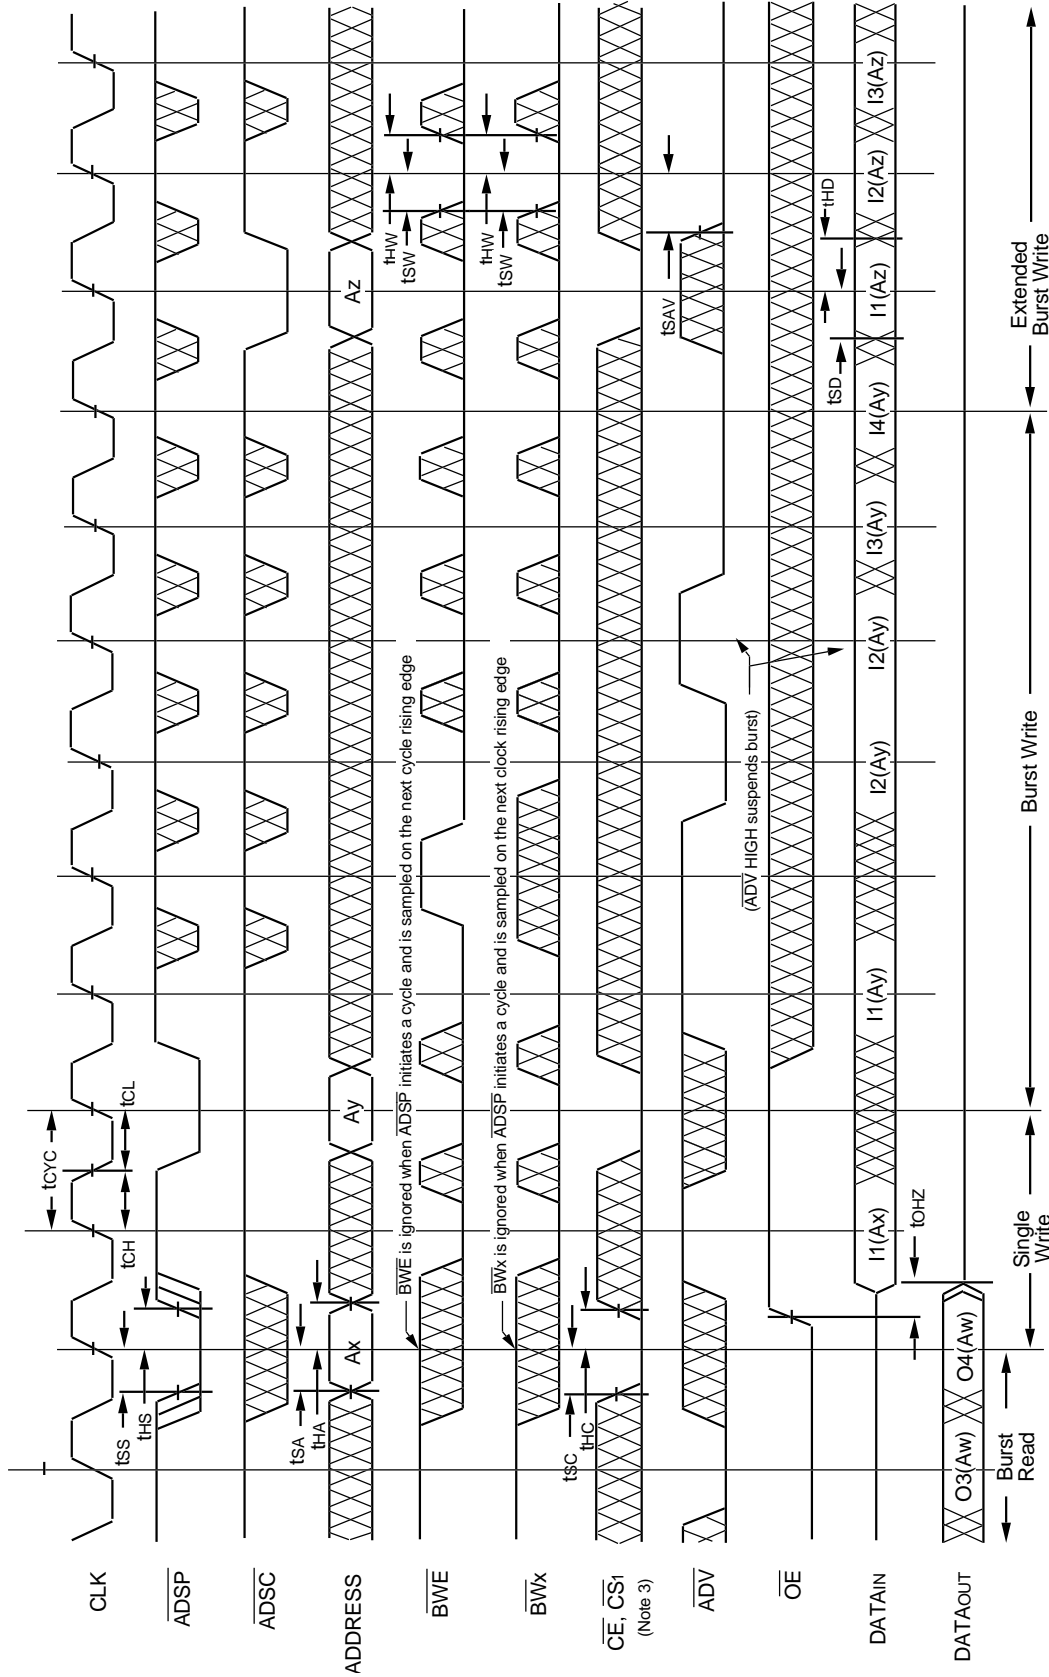 CLK
ADSP
ADSC
ADDRESS
BWE
BWx
CE, CS1
(Note 3)
ADV
OE
DATAIN
DATAOUT
tCYC
tCH
tCL
tSS
tHS
tSA
tHA
Ax
Ay
Az
BWE is ignored when ADSP initiates a cycle and is sampled on the next cycle rising edge
tHW
tSW
BWx is ignored when ADSP initiates a cycle and is sampled on the next clock rising edge
tHW
tSW
tSC
tHC
tSAV
(ADV HIGH suspends burst)
tSD
tHD
I1(Ax)
I1(Ay)
I2(Ay)
I2(Ay)
I3(Ay)
I4(Ay)
I1(Az)
I2(Az)
I3(Az)
tOHZ
O3(Aw)
O4(Aw)
Burst
Read
Single
Write
Burst Write
Extended
Burst Write